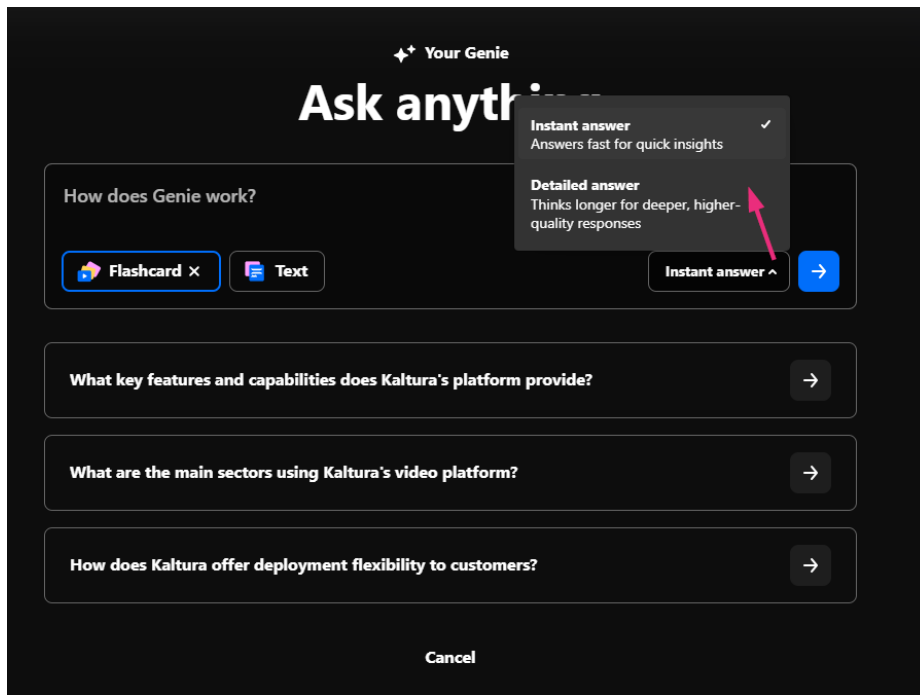 Your Genie
Ask anything
Instant answer
Answers fast for quick insights
Detailed answer
Thinks longer for deeper, higher-
quality responses
How does Genie work?
Flashcard ×
Text
Instant answer
What key features and capabilities does Kaltura's platform provide?
What are the main sectors using Kaltura's video platform?
How does Kaltura offer deployment flexibility to customers?
Cancel